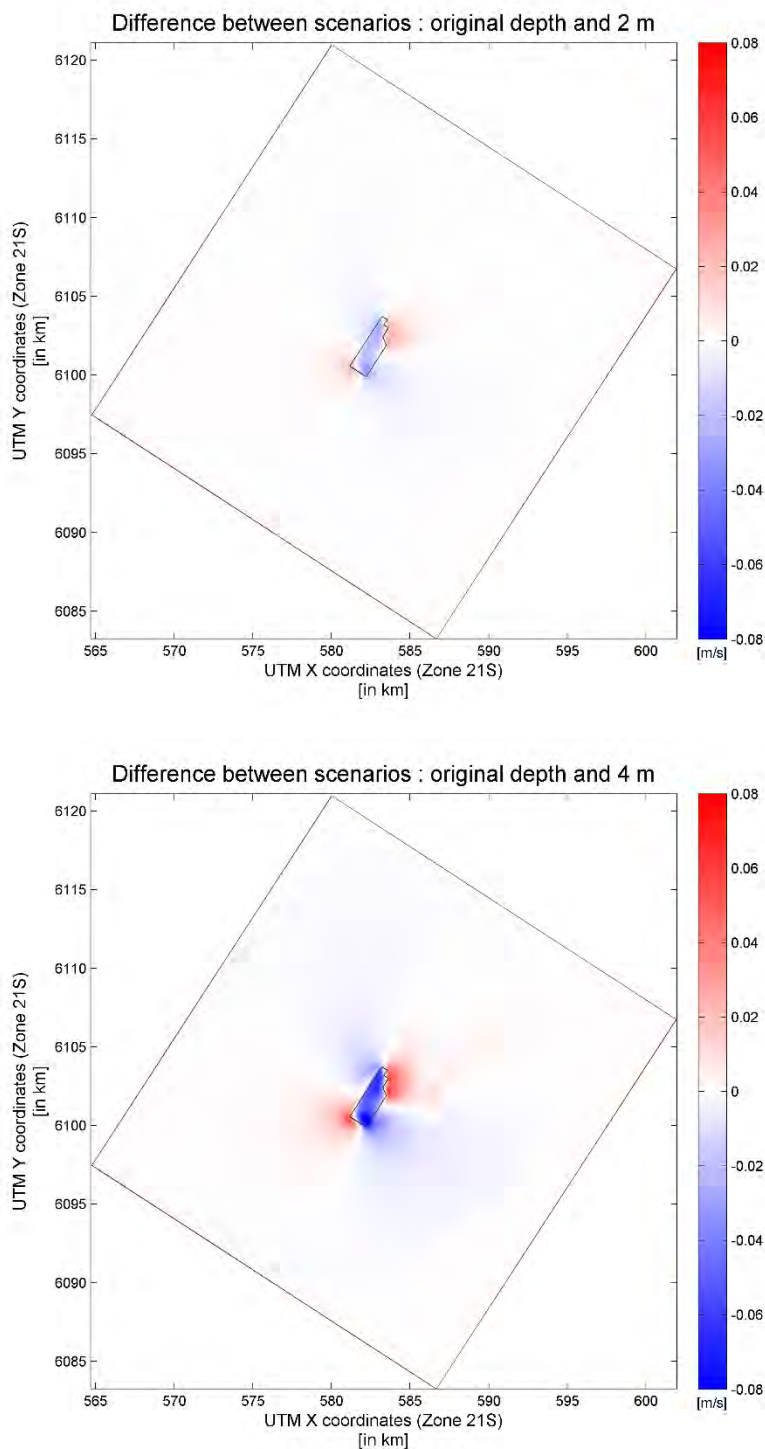 Difference between scenarios : original depth and 2 m
6120
6115
6110
6105
6100
6095
6090
6085
UTM Y coordinates (Zone 21S)
[in km]
565 570 575 580 585 590 595 600
UTM X coordinates (Zone 21S)
[in km]
0.08
0.06
0.04
0.02
0
-0.02
-0.04
-0.06
-0.08
[m/s]
Difference between scenarios : original depth and 4 m
6120
6115
6110
6105
6100
6095
6090
6085
UTM Y coordinates (Zone 21S)
[in km]
565 570 575 580 585 590 595 600
UTM X coordinates (Zone 21S)
[in km]
0.08
0.06
0.04
0.02
0
-0.02
-0.04
-0.06
-0.08
[m/s]